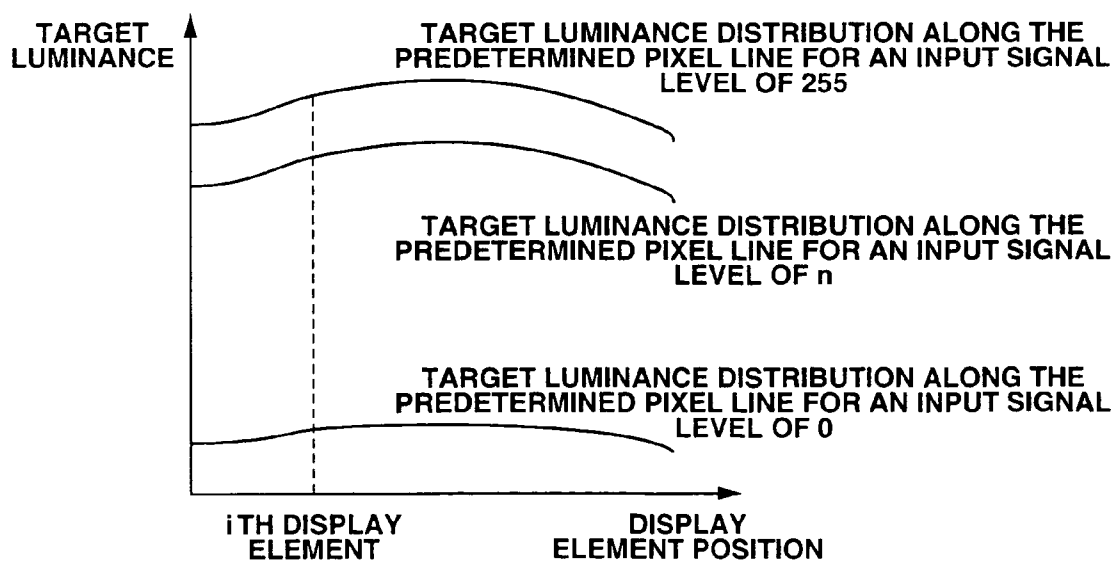 TARGET
LUMINANCE
TARGET LUMINANCE DISTRIBUTION ALONG THE
PREDETERMINED PIXEL LINE FOR AN INPUT SIGNAL
LEVEL OF 255
TARGET LUMINANCE DISTRIBUTION ALONG THE
PREDETERMINED PIXEL LINE FOR AN INPUT SIGNAL
LEVEL OF n
TARGET LUMINANCE DISTRIBUTION ALONG THE
PREDETERMINED PIXEL LINE FOR AN INPUT SIGNAL
LEVEL OF 0
iTH DISPLAY
ELEMENT
DISPLAY
ELEMENT POSITION